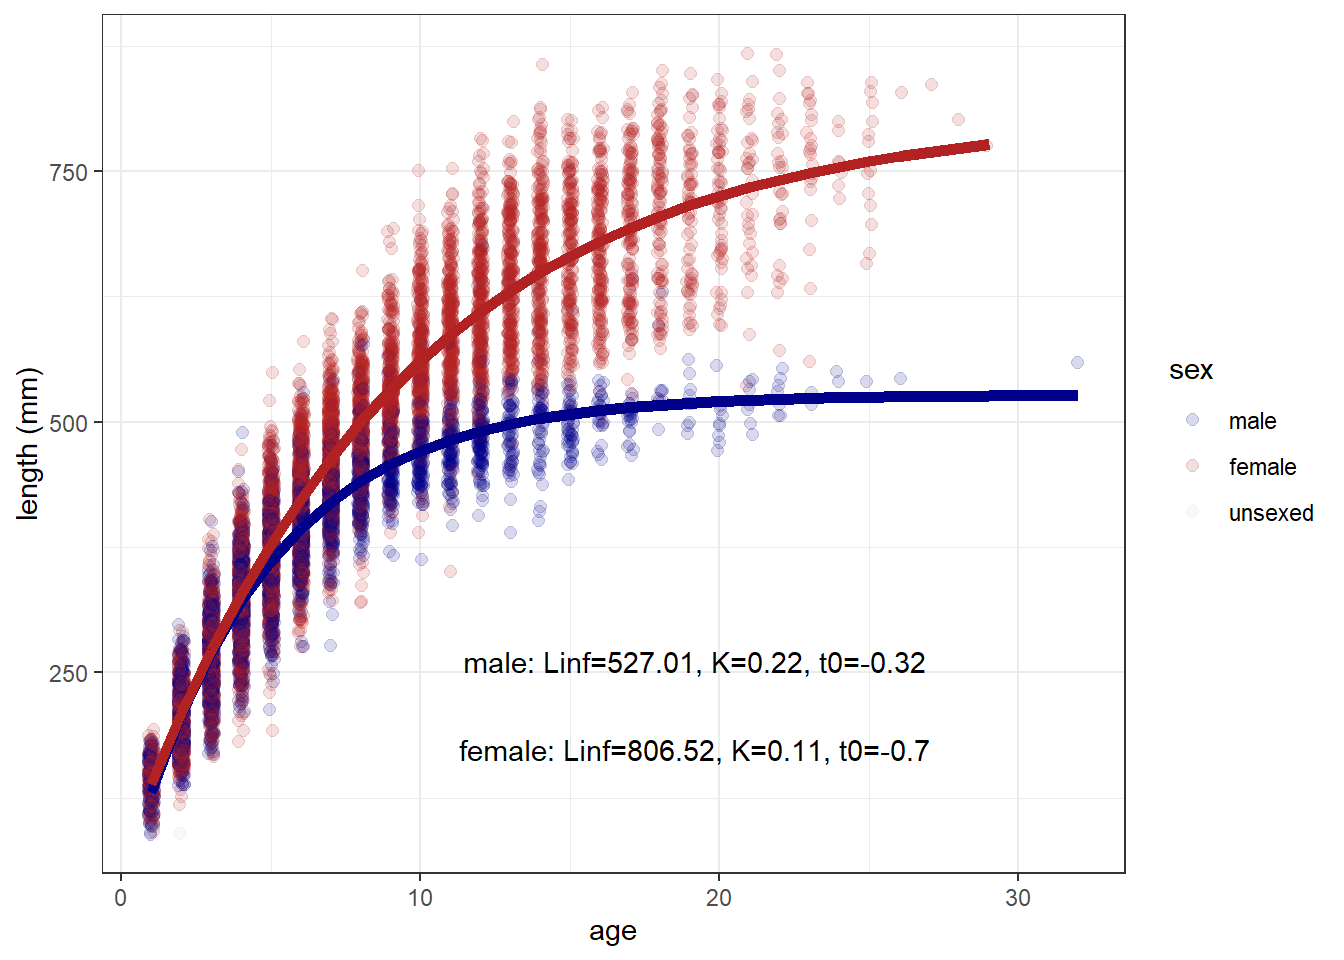 750
500
250
length (mm)
male: Linf=527.01, K=0.22, t0=-0.32
female: Linf=806.52, K=0.11, t0=-0.7
0
10
20
30
age
sex
male
female
unsexed